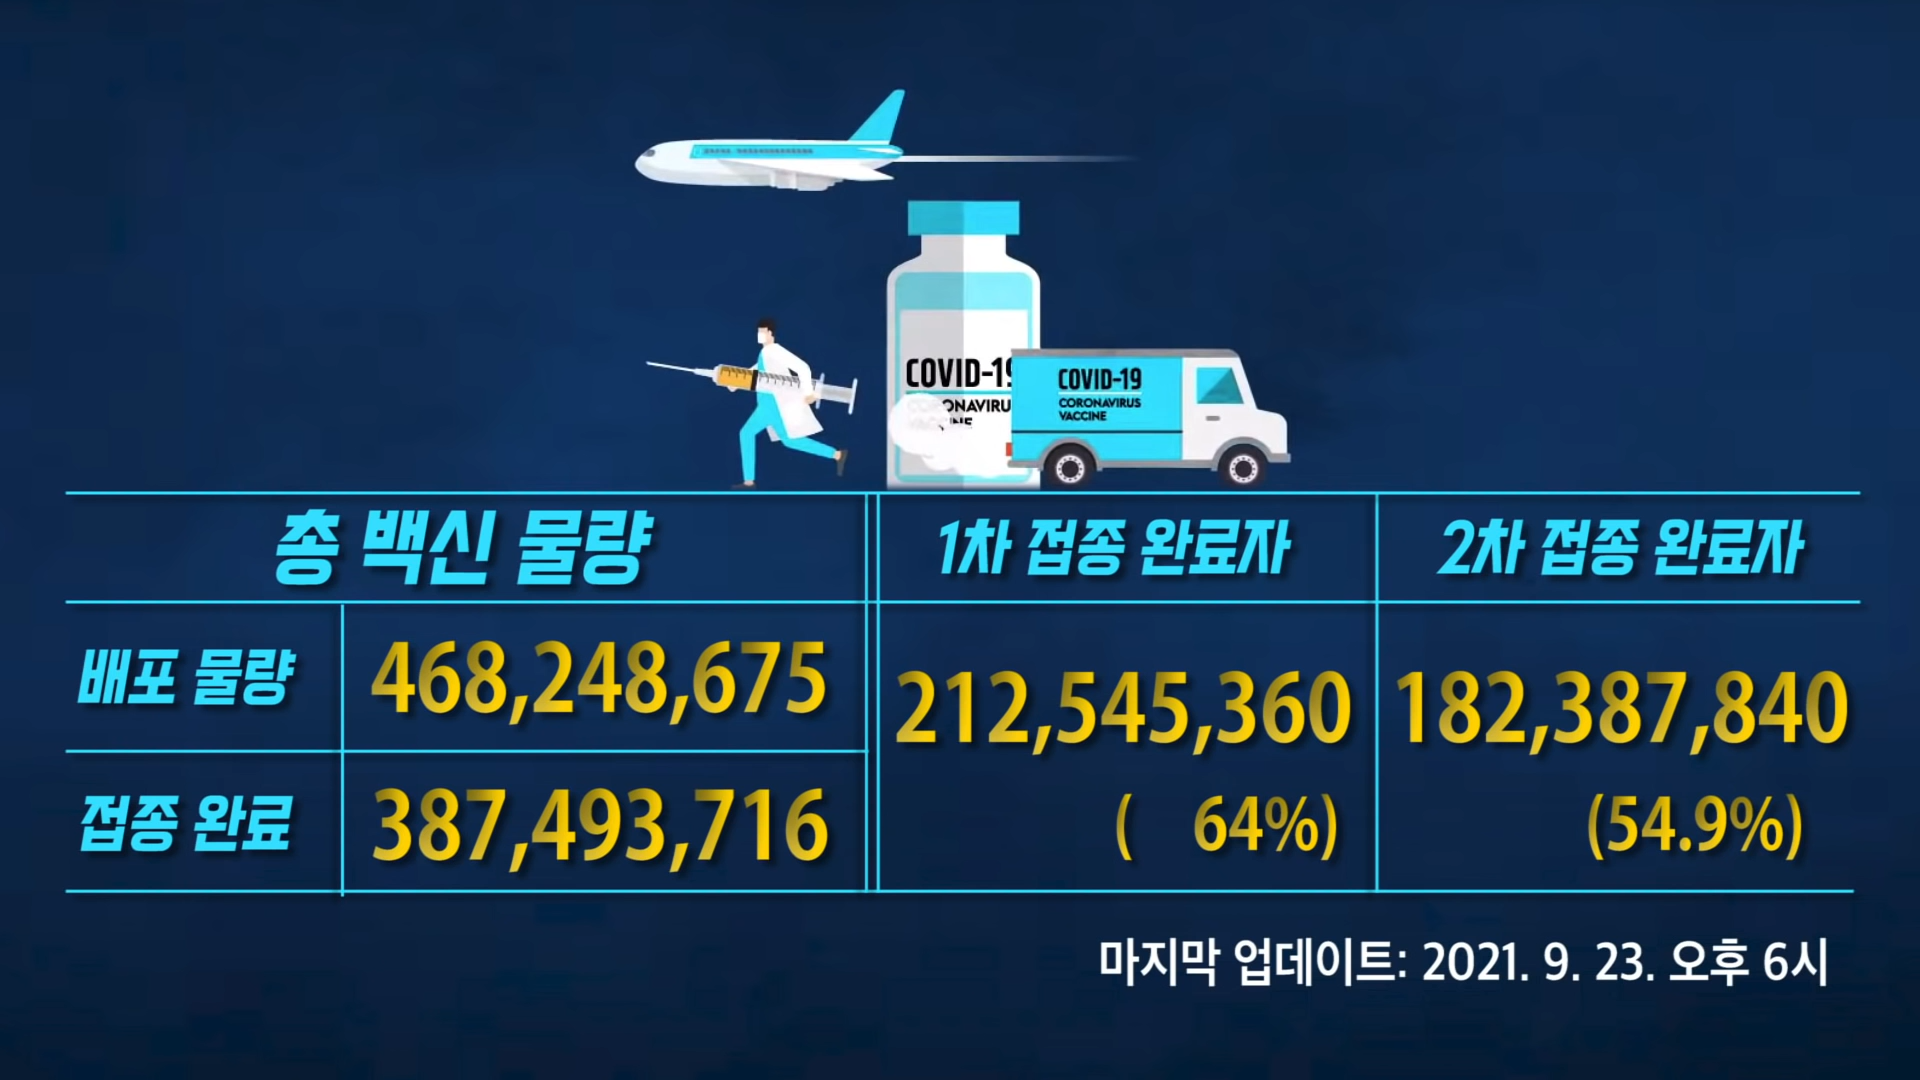 COVID-19
CORONAVIRU
COVID-19
CORONAVIRUS
VACCINE
총 백신 물량
1차 접종 완료자
2차 접종 완료자
배포 물량
468,248,675
212,545,360
182,387,840
접종 완료
387,493,716
( 64%)
(54.9%)
마지막 업데이트: 2021. 9. 23. 오후 6시